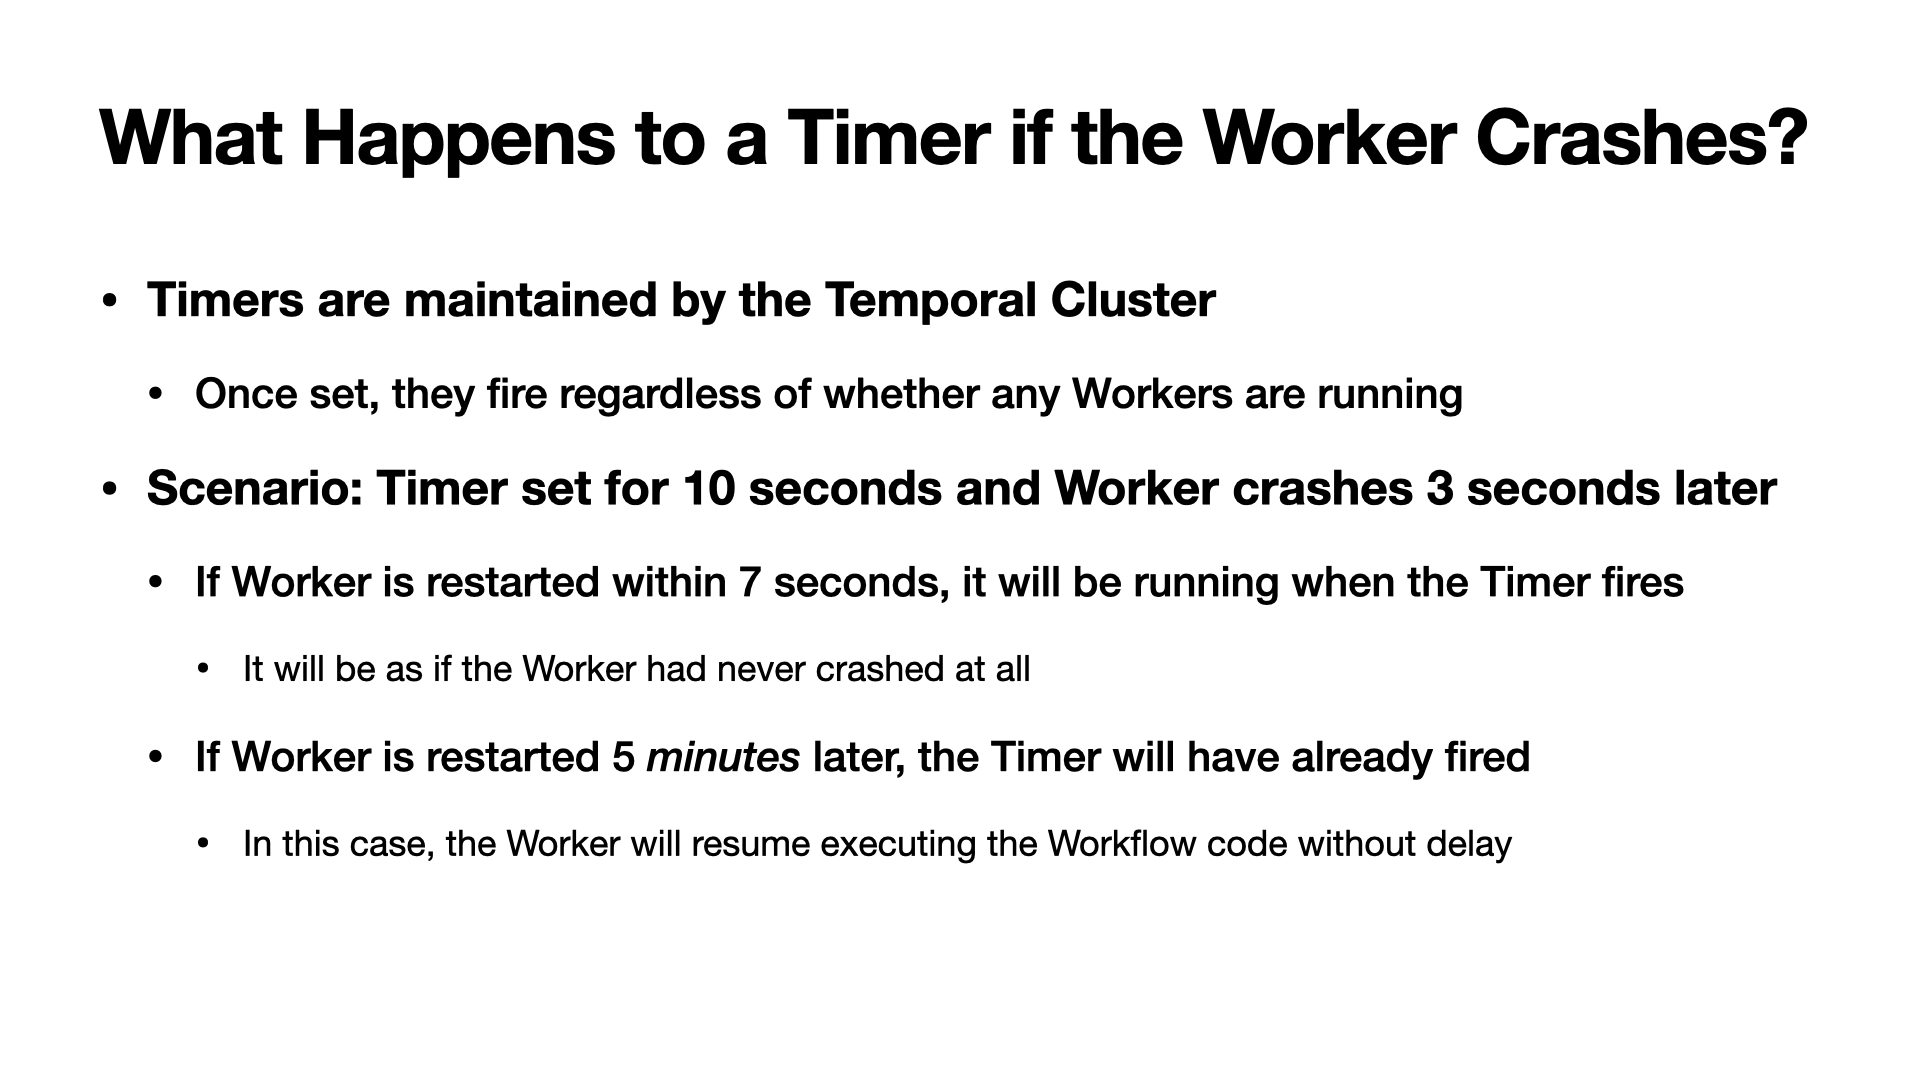 What Happens to a Timer if the Worker Crashes?
• Timers are maintained by the Temporal Cluster
• Once set, they fire regardless of whether any Workers are running
• Scenario: Timer set for 10 seconds and Worker crashes 3 seconds later
• If Worker is restarted within 7 seconds, it will be running when the Timer fires
• It will be as if the Worker had never crashed at all
• If Worker is restarted 5 minutes later, the Timer will have already fired
• In this case, the Worker will resume executing the Workflow code without delay